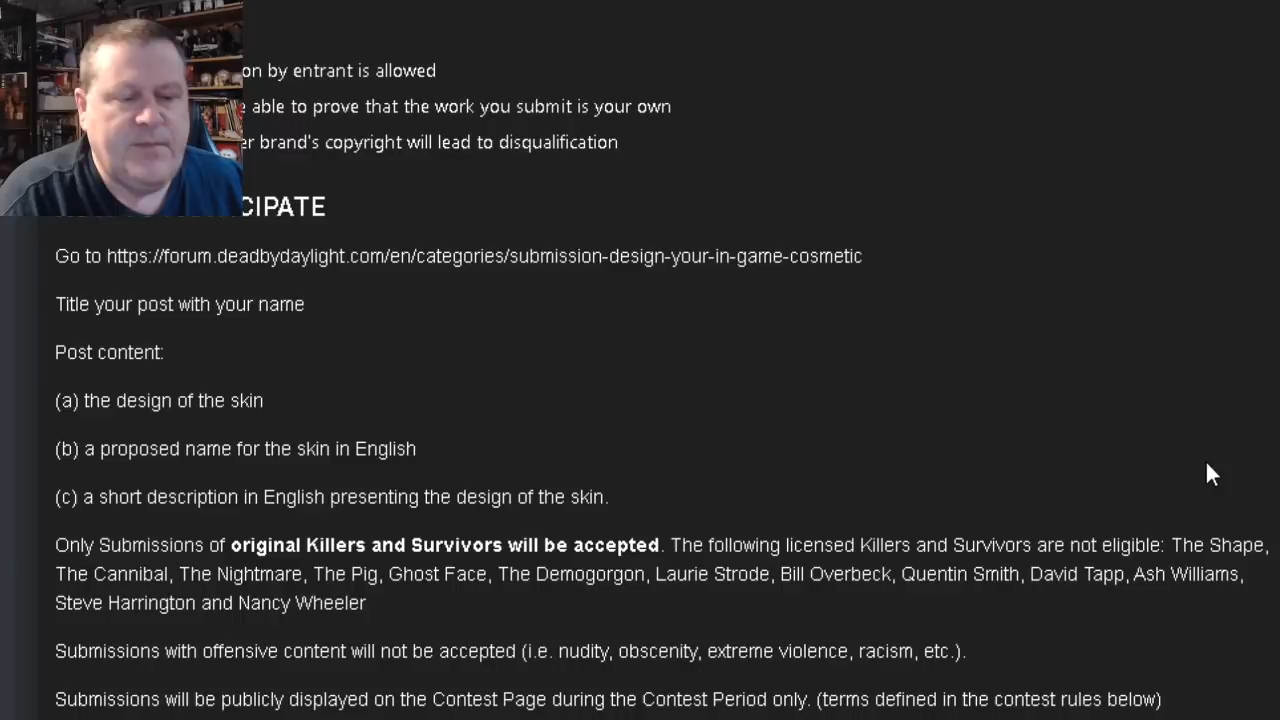 on by entrant is allowed
able to prove that the work you submit is your own
er brand's copyright will lead to disqualification
CIPATE
Go to https://forum.deadbydaylight.com/en/categories/submission-design-your-in-game-cosmetic
Title your post with your name
Post content:
(a) the design of the skin
(b) a proposed name for the skin in English
(c) a short description in English presenting the design of the skin.
Only Submissions of original Killers and Survivors will be accepted. The following licensed Killers and Survivors are not eligible: The Shape,
The Cannibal, The Nightmare, The Pig, Ghost Face, The Demogorgon, Laurie Strode, Bill Overbeck, Quentin Smith, David Tapp, Ash Williams,
Steve Harrington and Nancy Wheeler
Submissions with offensive content will not be accepted (i.e. nudity, obscenity, extreme violence, racism, etc.).
Submissions will be publicly displayed on the Contest Page during the Contest Period only. (terms defined in the contest rules below)